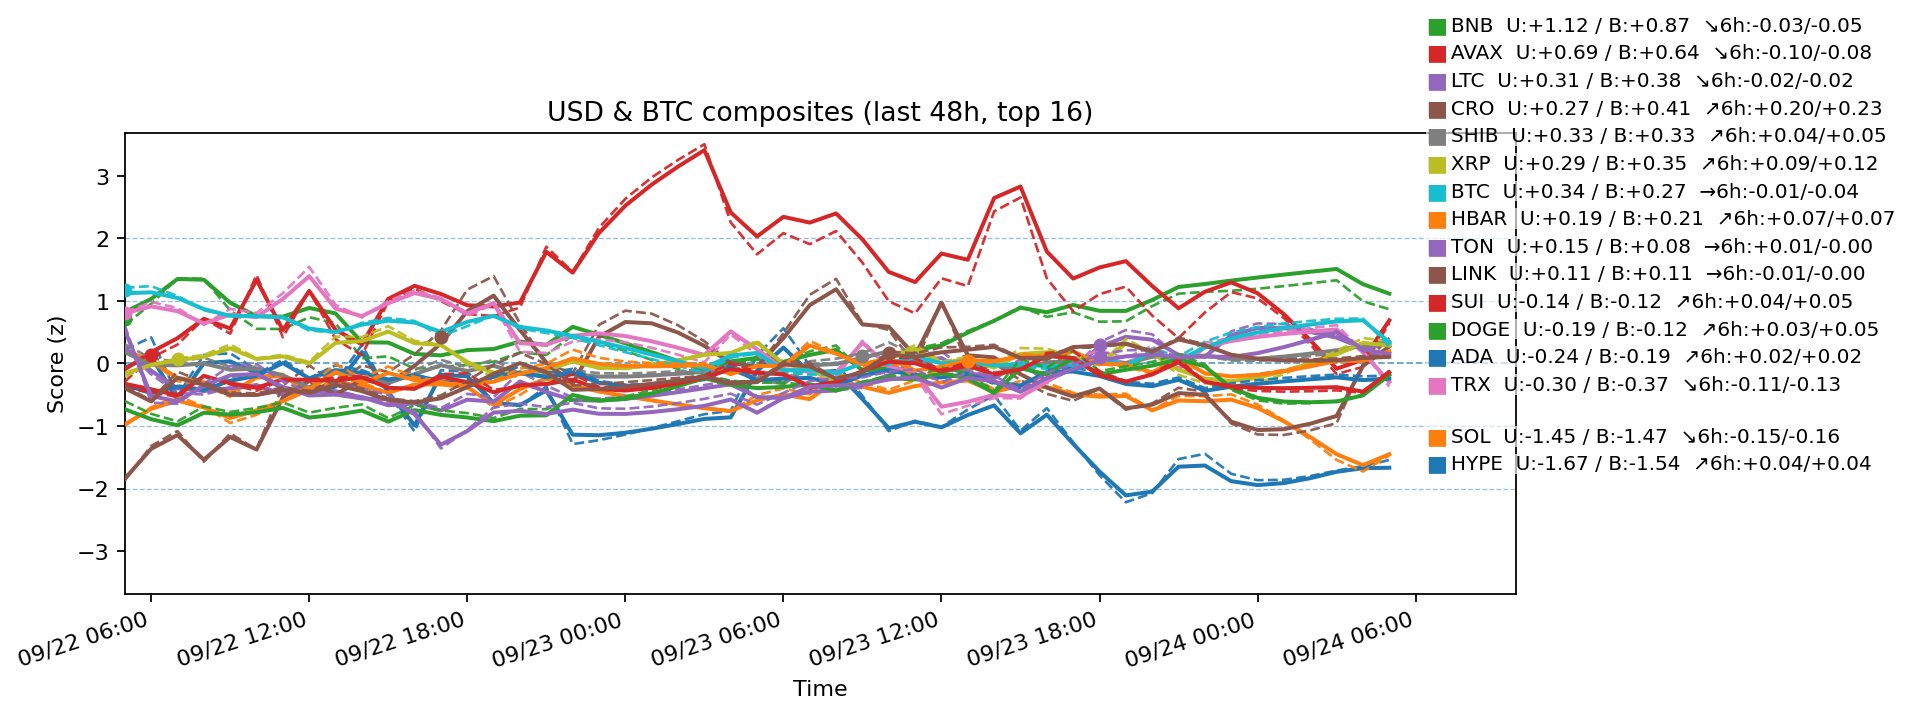 BNB  U:+1.12 / B:+0.87  ↘6h:-0.03/-0.05
AVAX  U:+0.69 / B:+0.64  ↘6h:-0.10/-0.08
LTC  U:+0.31 / B:+0.38  ↘6h:-0.02/-0.02
CRO  U:+0.27 / B:+0.41  ↗6h:+0.20/+0.23
SHIB  U:+0.33 / B:+0.33  ↗6h:+0.04/+0.05
XRP  U:+0.29 / B:+0.35  ↗6h:+0.09/+0.12
BTC  U:+0.34 / B:+0.27  →6h:-0.01/-0.04
HBAR  U:+0.19 / B:+0.21  ↗6h:+0.07/+0.07
TON  U:+0.15 / B:+0.08  →6h:+0.01/-0.00
LINK  U:+0.11 / B:+0.11  →6h:-0.01/-0.00
SUI  U:-0.14 / B:-0.12  ↗6h:+0.04/+0.05
DOGE  U:-0.19 / B:-0.12  ↗6h:+0.03/+0.05
ADA  U:-0.24 / B:-0.19  ↗6h:+0.02/+0.02
TRX  U:-0.30 / B:-0.37  ↘6h:-0.11/-0.13
SOL  U:-1.45 / B:-1.47  ↘6h:-0.15/-0.16
HYPE  U:-1.67 / B:-1.54  ↗6h:+0.04/+0.04
USD & BTC composites (last 48h, top 16)
Score (z)
3
2
1
0
−1
−2
−3
09/22 06:00
09/22 12:00
09/22 18:00
09/23 00:00
09/23 06:00
09/23 12:00
09/23 18:00
09/24 00:00
09/24 06:00
Time